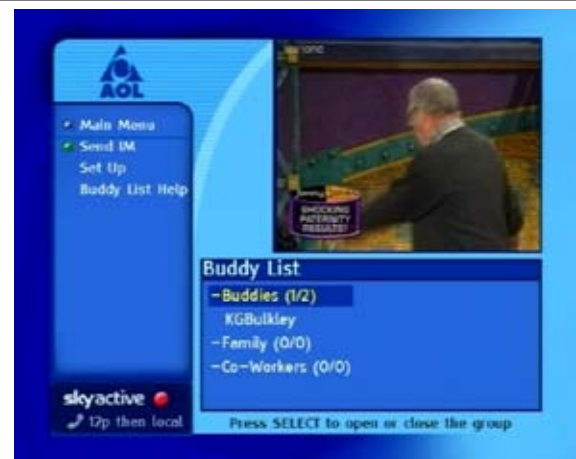 AOL
Main Menu
Send IM
Set Up
Buddy List Help
SHOCKING
PATERNITY
RESULTS!
Buddy List
-Buddies (1/2)
KGBulkley
-Family (0/0)
-Co-Workers (0/0)
skyactive
12p then local
Press SELECT to open or close the group